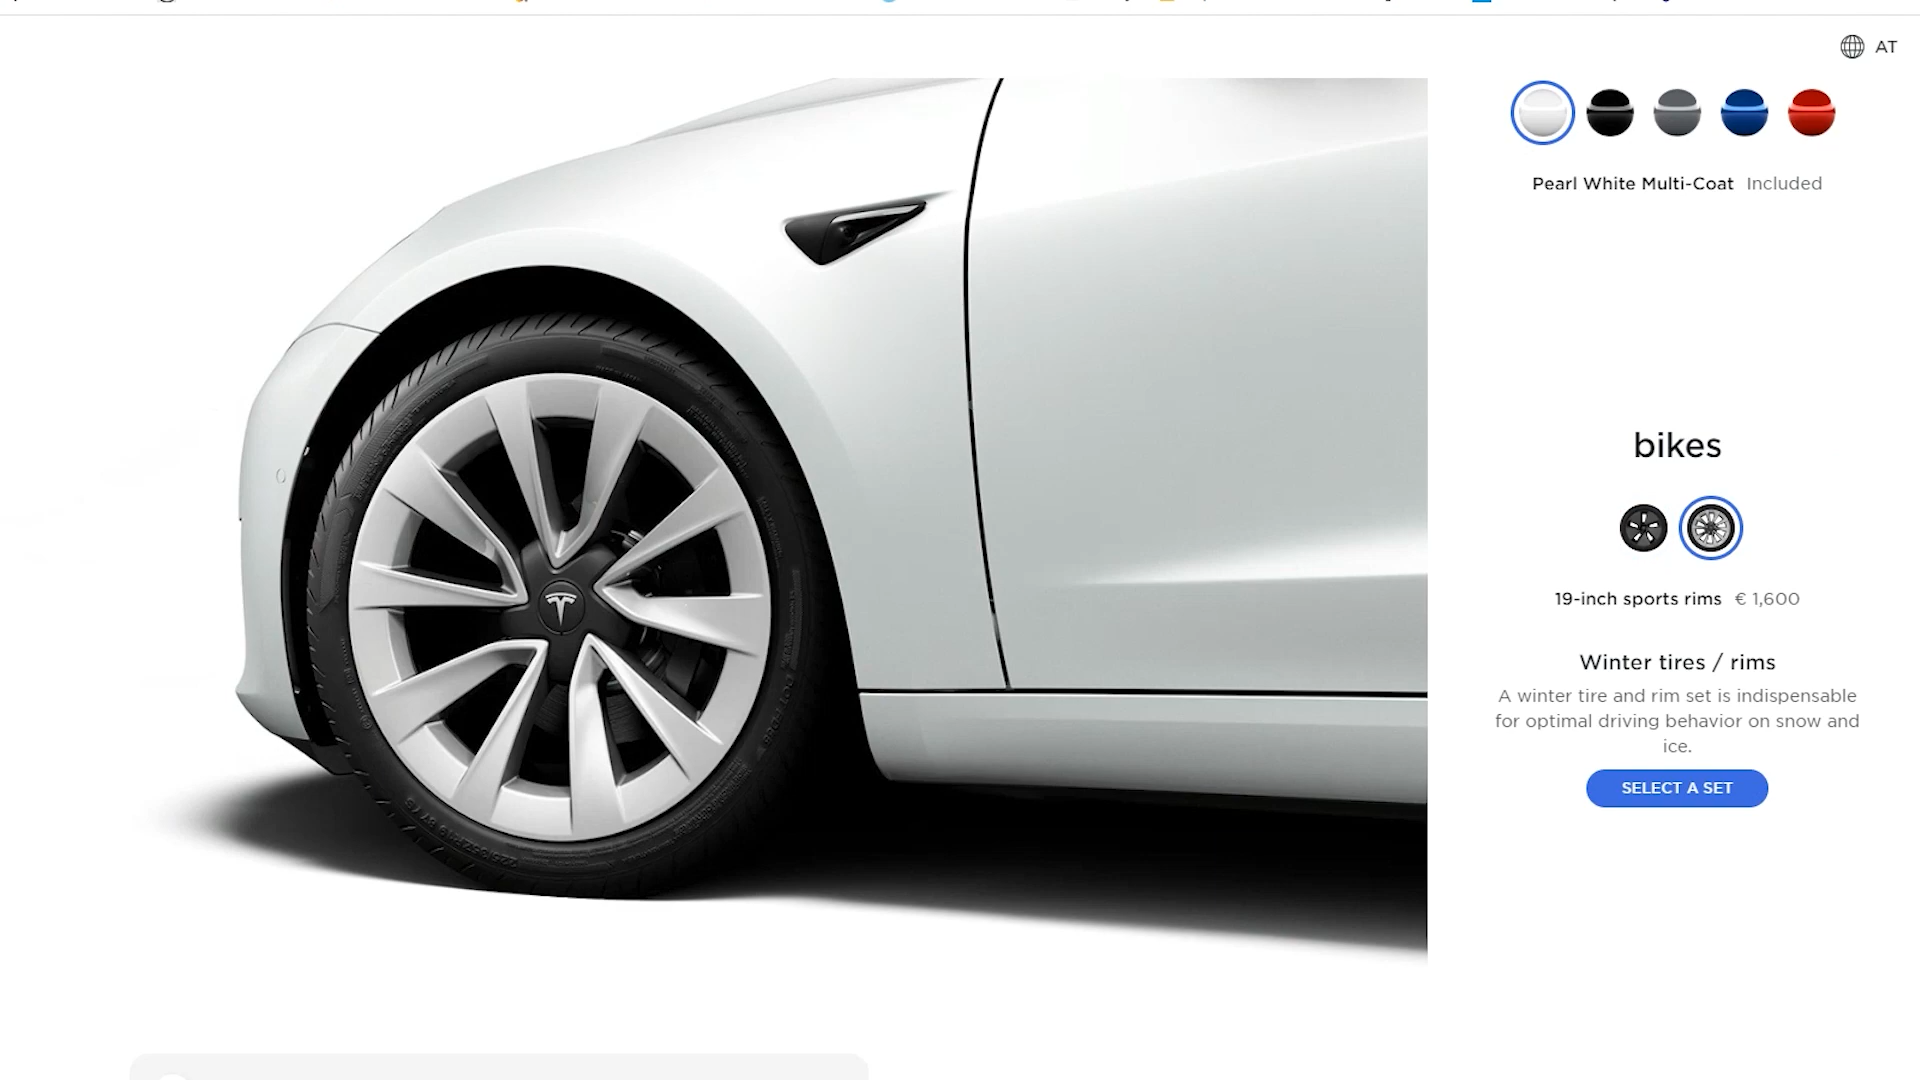 AT
Pearl White Multi-Coat Included
bikes
19-inch sports rims € 1,600
Winter tires / rims
A winter tire and rim set is indispensable
for optimal driving behavior on snow and
ice.
SELECT A SET